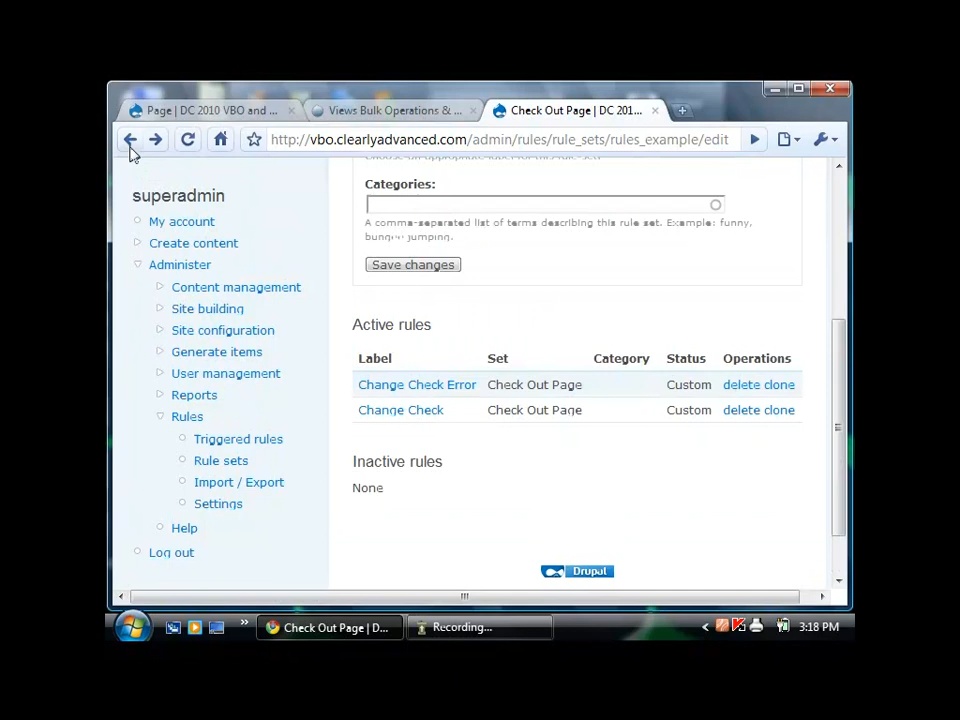 Page | DC 2010 VBO and ...
Views Bulk Operations & ...
Check Out Page | DC 201...
http://vbo.clearlyadvanced.com/admin/rules/rule_sets/rules_example/edit
superadmin
My account
Create content
Administer
Content management
Site building
Site configuration
Generate items
User management
Reports
Rules
Triggered rules
Rule sets
Import / Export
Settings
Help
Log out
Categories:
A comma-separated list of terms describing this rule set. Example: funny,
bungee jumping.
Save changes
Active rules
Label Set Category Status Operations
Change Check Error Check Out Page Custom delete clone
Change Check Check Out Page Custom delete clone
Inactive rules
None
Drupal
Check Out Page | D...
Recording...
3:18 PM